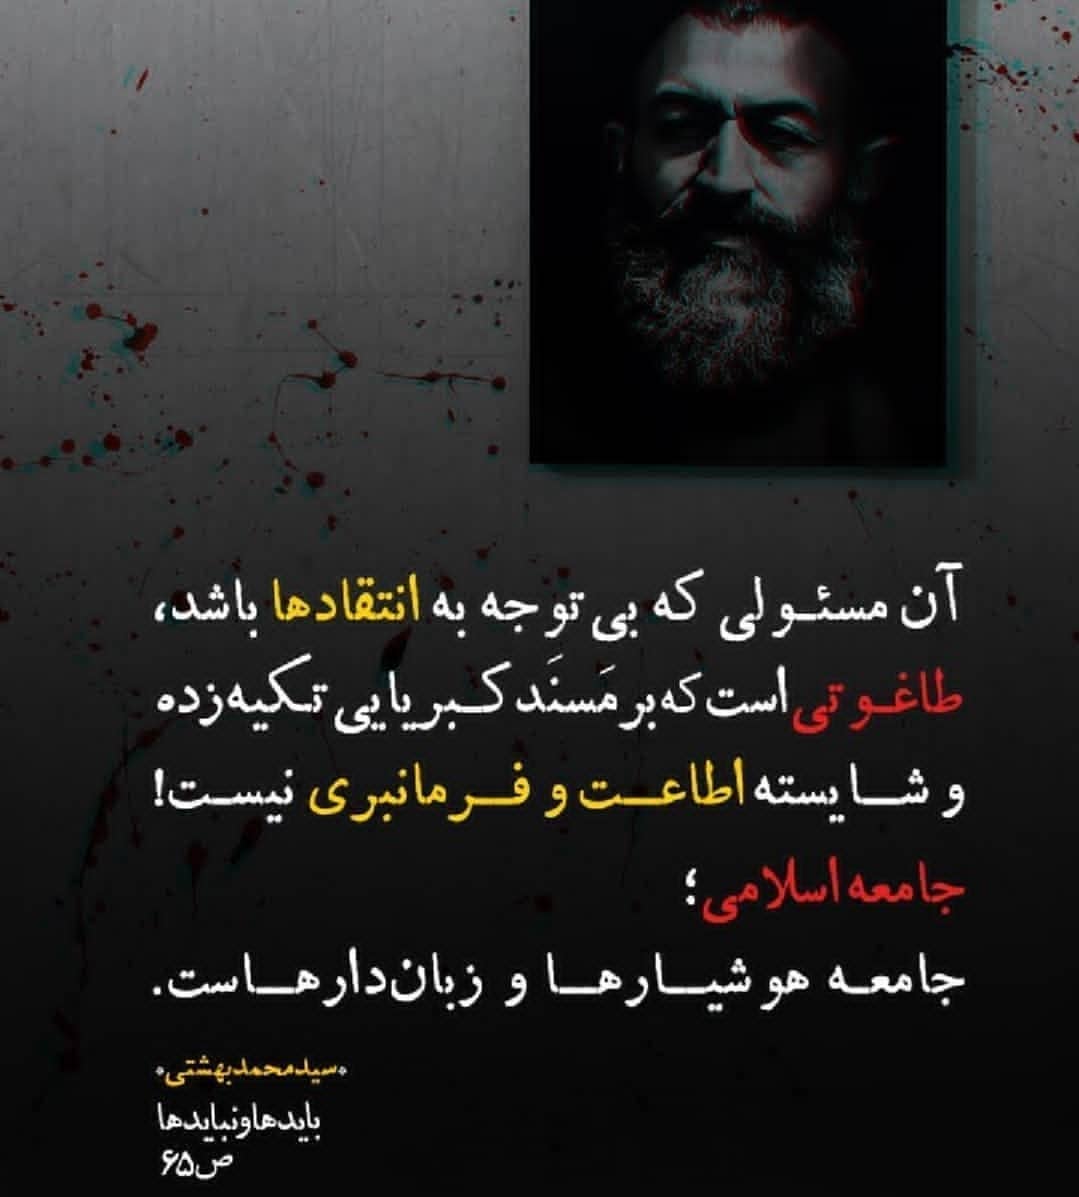 آن مسئولی که بی‌توجه به انتقادها باشد،
طاغوتی است که بر مَسنَد کبریایی تکیه زده
و شایسته اطاعت و فرمانبری نیست!
جامعه اسلامی؛
جامعه هوشیارها و زبان‌دارهاست.
*سیدمحمدبهشتی*
بایدهاونبایدها
ص۶۵